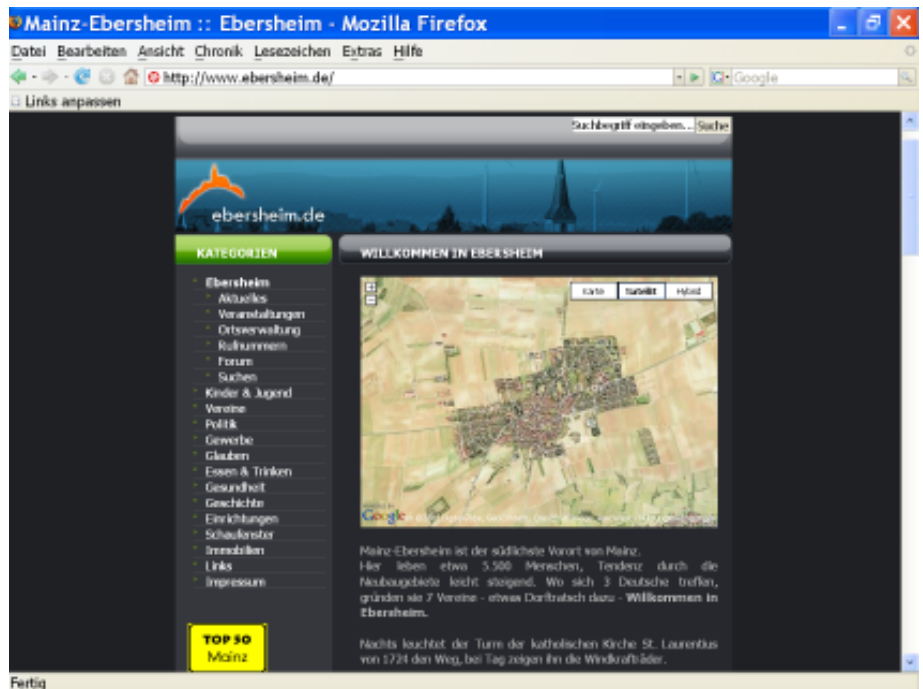 Mainz-Ebersheim :: Ebersheim - Mozilla Firefox
Datei Bearbeiten Ansicht Chronik Lesezeichen Extras Hilfe
http://www.ebersheim.de/
Google
Links anpassen
Suchbegriff eingeben... Suche
ebersheim.de
KATEGORIEN
WILLKOMMEN IN EBERSHEIM
Ebersheim
Aktuelles
Veranstaltungen
Ortsverwaltung
Rufnummern
Forum
Suchen
Kinder & Jugend
Vereine
Politik
Gewerbe
Glauben
Essen & Trinken
Gesundheit
Geschichte
Einrichtungen
Schaufenster
Immobilien
Links
Impressum
TOP 50
Mainz
Karte Satellit Hybrid
Google
Mainz-Ebersheim ist der südlichste Vorort von Mainz.
Hier leben etwa 5.500 Menschen, Tendenz durch die
Neubaugebiete leicht steigend. Wo sich 3 Deutsche treffen,
gründen sie 7 Vereine - etwas Dorftratsch dazu - Willkommen in
Ebersheim.
Nachts leuchtet der Turm der katholischen Kirche St. Laurentius
von 1724 den Weg, bei Tag zeigen ihn die Windkrafträder.
Fertig